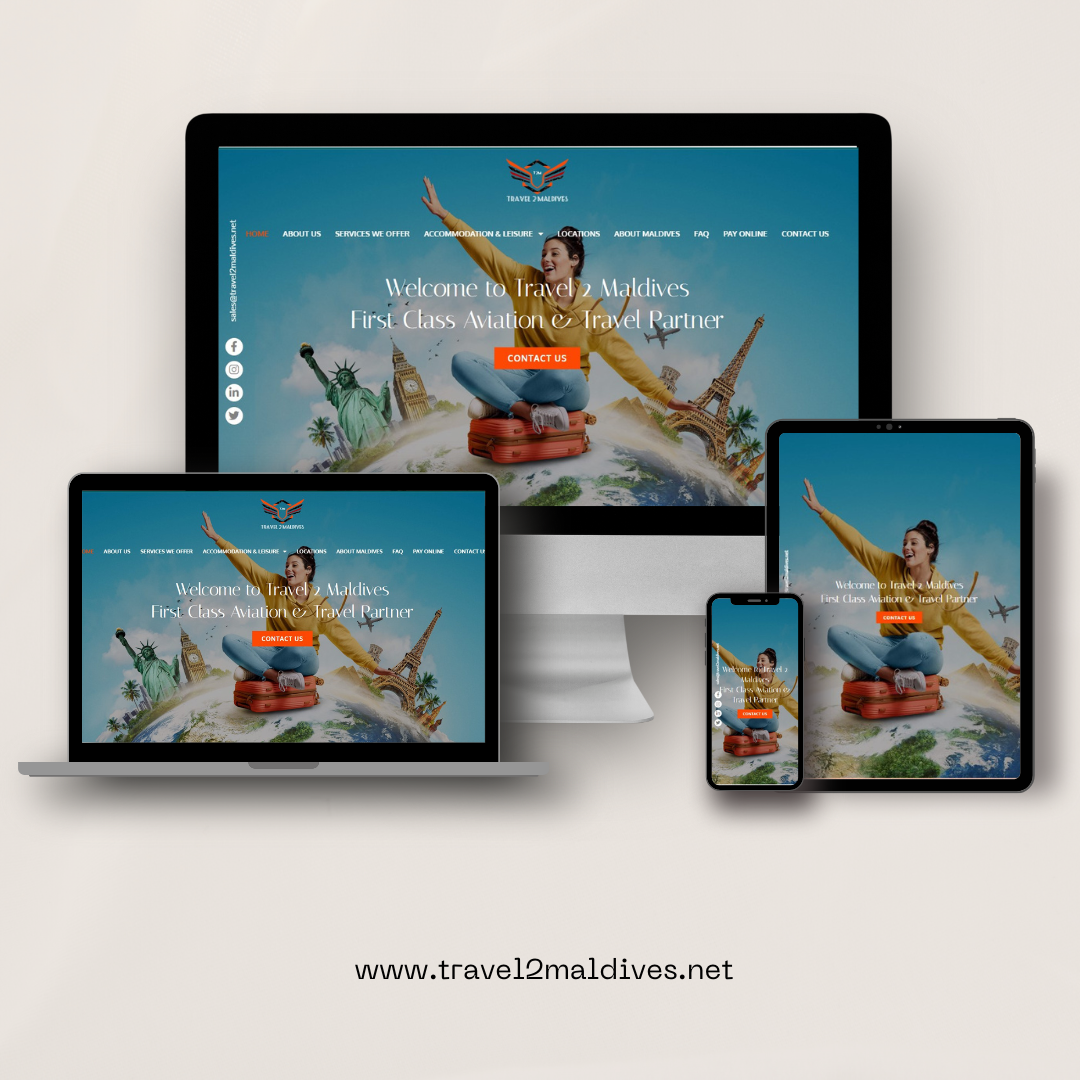 TRAVEL 2 MALDIVES
sales@travel2maldives.net
HOME ABOUT US SERVICES WE OFFER ACCOMMODATION & LEISURE LOCATIONS ABOUT MALDIVES FAQ PAY ONLINE CONTACT US
Welcome to Travel 2 Maldives
First Class Aviation & Travel Partner
CONTACT US
TRAVEL 2 MALDIVES
ABOUT US SERVICES WE OFFER ACCOMMODATION & LEISURE LOCATIONS ABOUT MALDIVES FAQ PAY ONLINE CONTACT
Welcome to Travel 2 Maldives
First Class Aviation & Travel Partner
CONTACT US
Welcome to Travel 2 Maldives
First Class Aviation & Travel Partner
CONTACT US
Welcome to Travel 2
Maldives
First Class Aviation &
Travel Partner
CONTACT US
www.travel2maldives.net